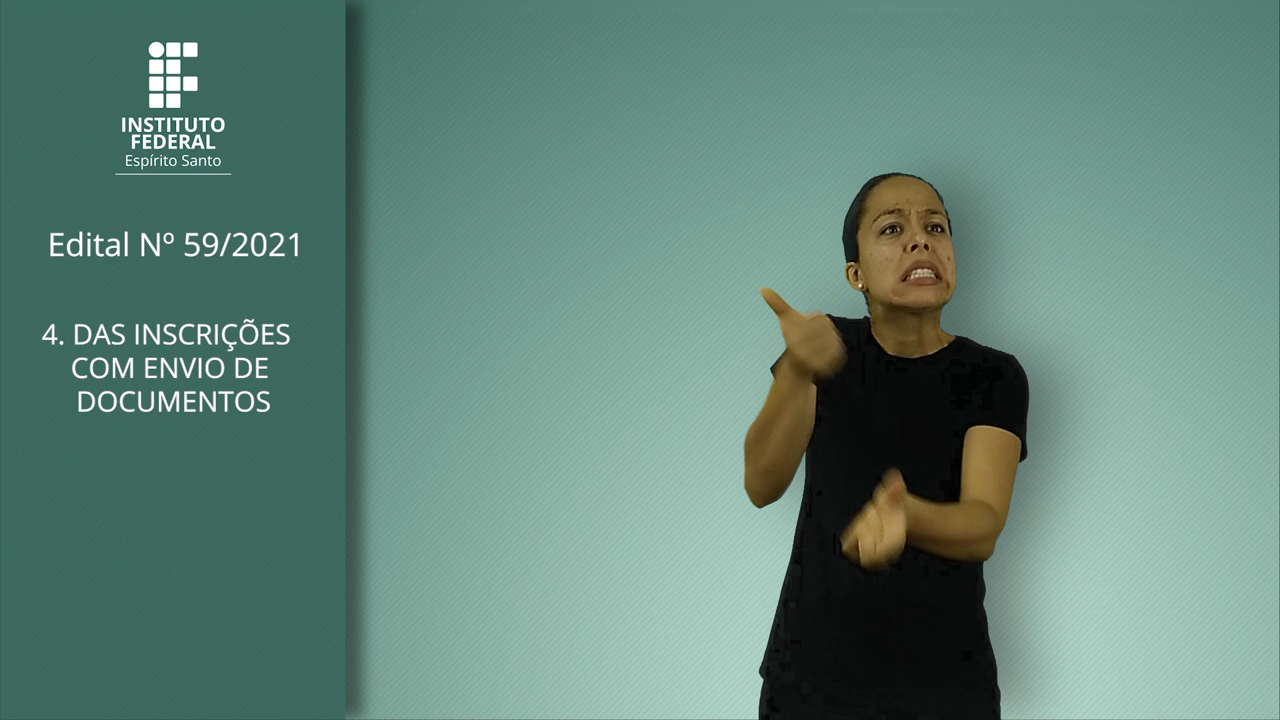 INSTITUTO
FEDERAL
Espírito Santo
Edital Nº 59/2021
4. DAS INSCRIÇÕES
COM ENVIO DE
DOCUMENTOS